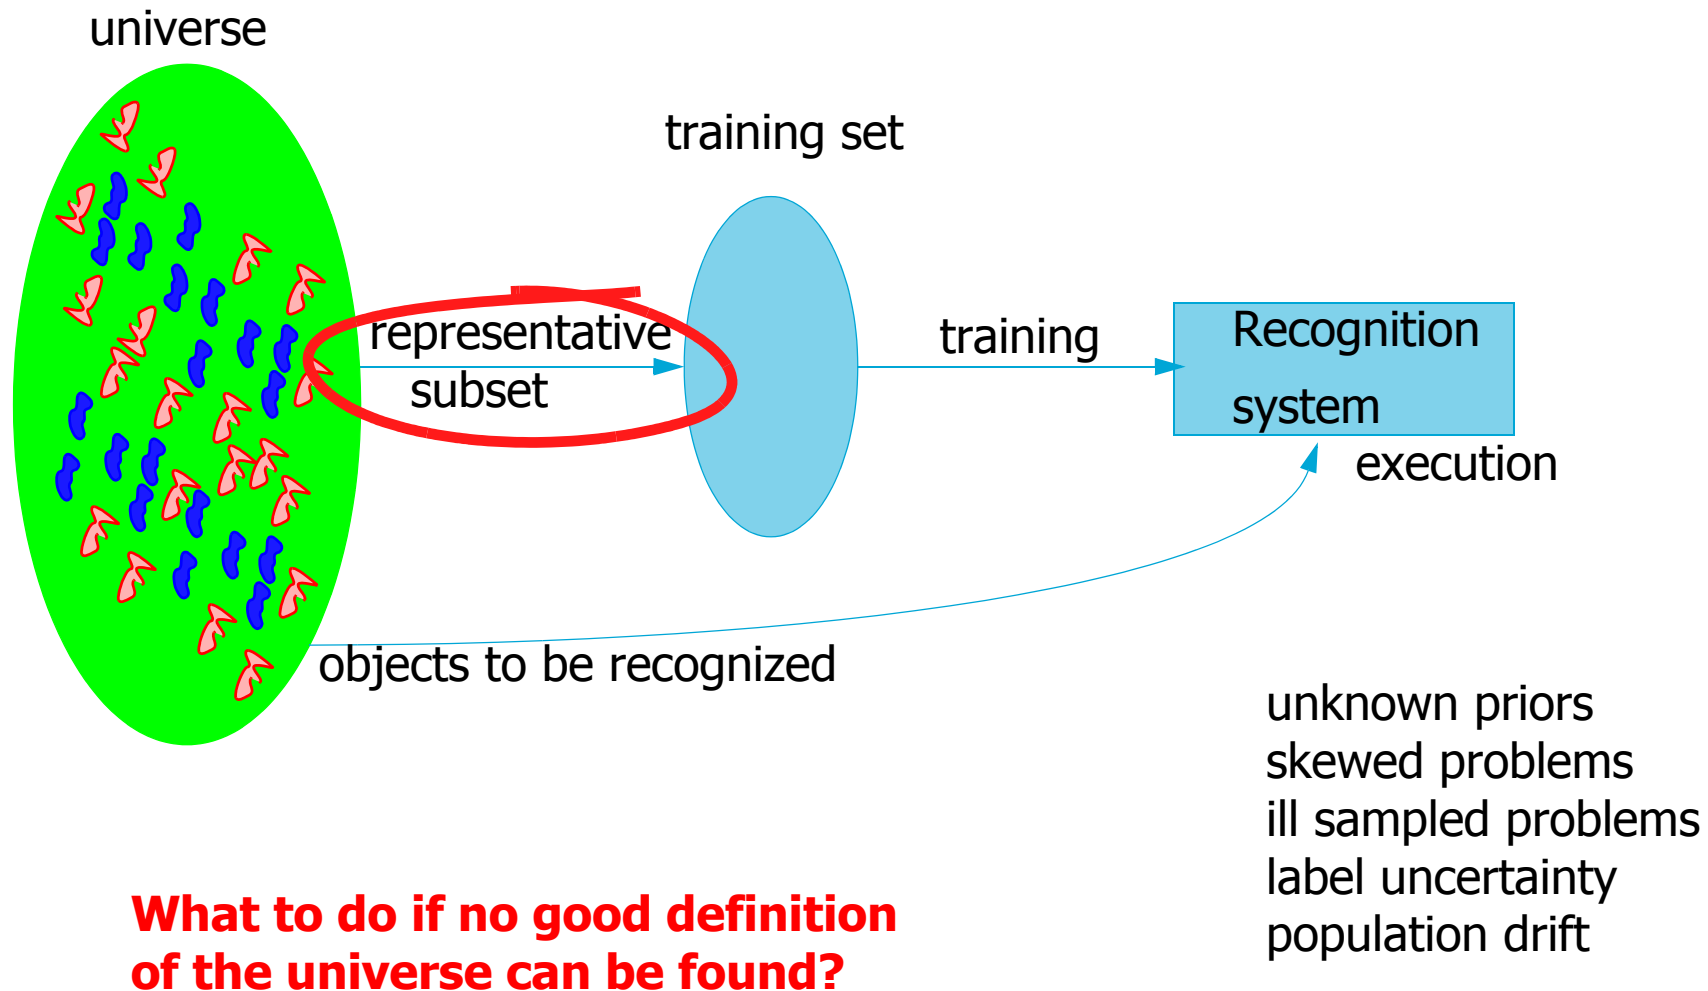 universe
training set
representative
subset
training
Recognition
system
execution
objects to be recognized
unknown priors
skewed problems
ill sampled problems
label uncertainty
population drift
What to do if no good definition
of the universe can be found?